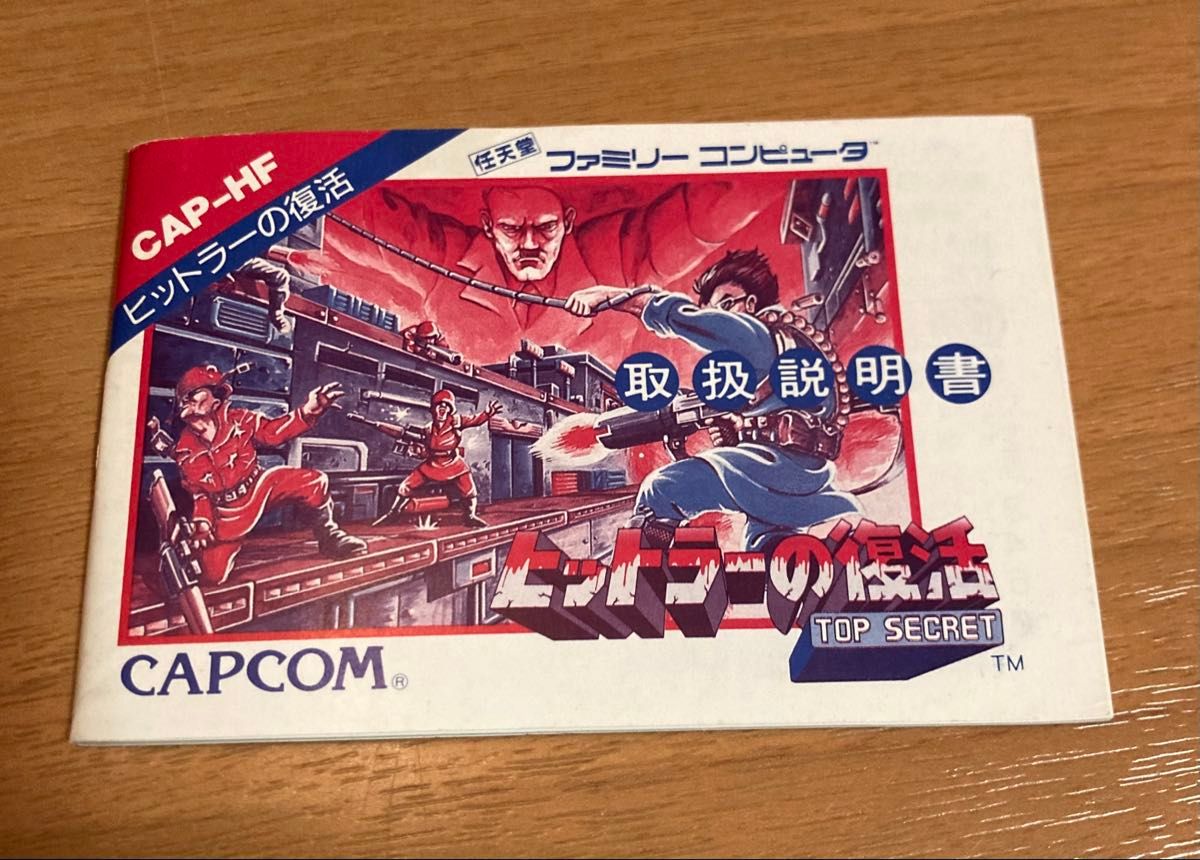 CAP-HF
ヒットラーの復活
任天堂 ファミリー コンピュータ™
取扱説明書
ヒットラーの復活
TOP SECRET
TM
CAPCOM®